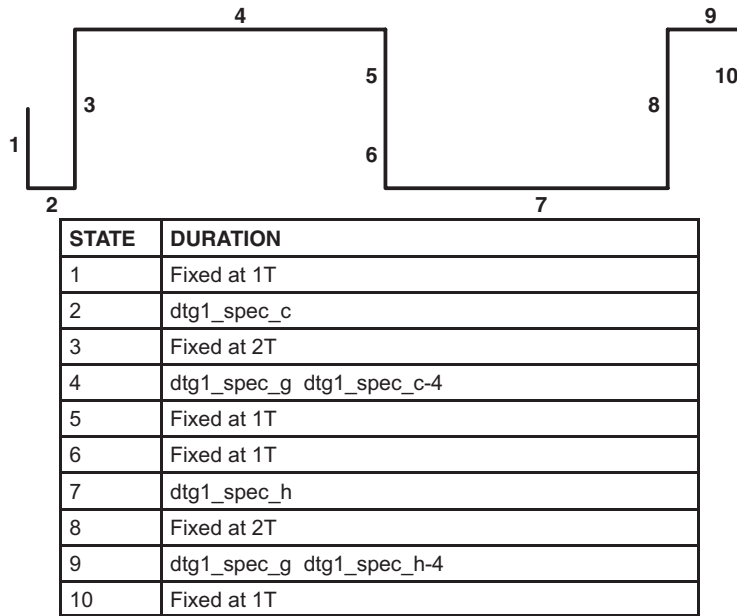 4
9
5
10
3
8
1
6
2
7
STATE DURATION
1 Fixed at 1T
2 dtg1_spec_c
3 Fixed at 2T
4 dtg1_spec_g dtg1_spec_c-4
5 Fixed at 1T
6 Fixed at 1T
7 dtg1_spec_h
8 Fixed at 2T
9 dtg1_spec_g dtg1_spec_h-4
10 Fixed at 1T